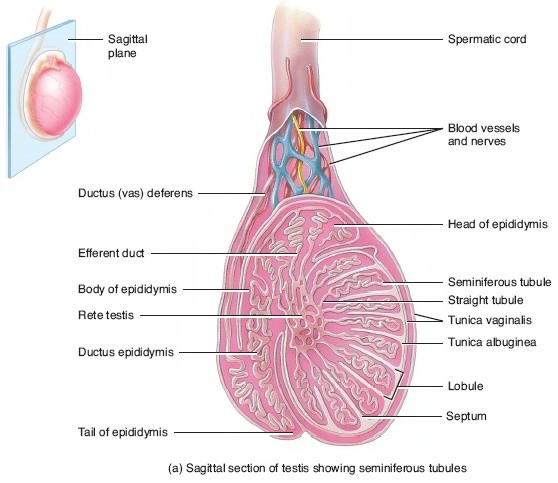 Sagittal
plane
Spermatic cord
Blood vessels
and nerves
Ductus (vas) deferens
Head of epididymis
Efferent duct
Seminiferous tubule
Body of epididymis
Straight tubule
Rete testis
Tunica vaginalis
Tunica albuginea
Ductus epididymis
Lobule
Septum
Tail of epididymis
(a) Sagittal section of testis showing seminiferous tubules